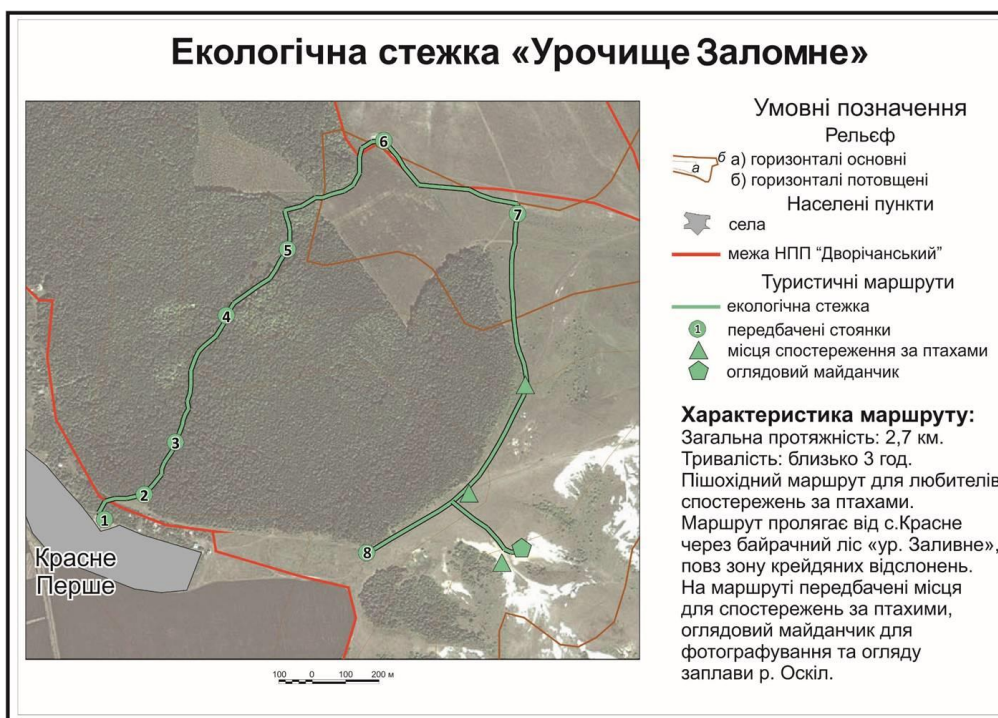 Екологічна стежка «Урочище Заломне»
6
7
5
4
3
2
1
8
Красне
Перше
100 0 100 200 м
Умовні позначення
Рельєф
а
б
а) горизонталі основні
б) горизонталі потовщені
Населені пункти
села
межа НПП "Дворічанський"
Туристичні маршрути
екологічна стежка
1 передбачені стоянки
місця спостереження за птахами
оглядовий майданчик
Характеристика маршруту:
Загальна протяжність: 2,7 км.
Тривалість: близько 3 год.
Пішохідний маршрут для любителів
спостережень за птахами.
Маршрут пролягає від с.Красне
через байрачний ліс «ур. Заливне»,
повз зону крейдяних відслонень.
На маршруті передбачені місця
для спостережень за птахими,
оглядовий майданчик для
фотографування та огляду
заплави р. Оскіл.